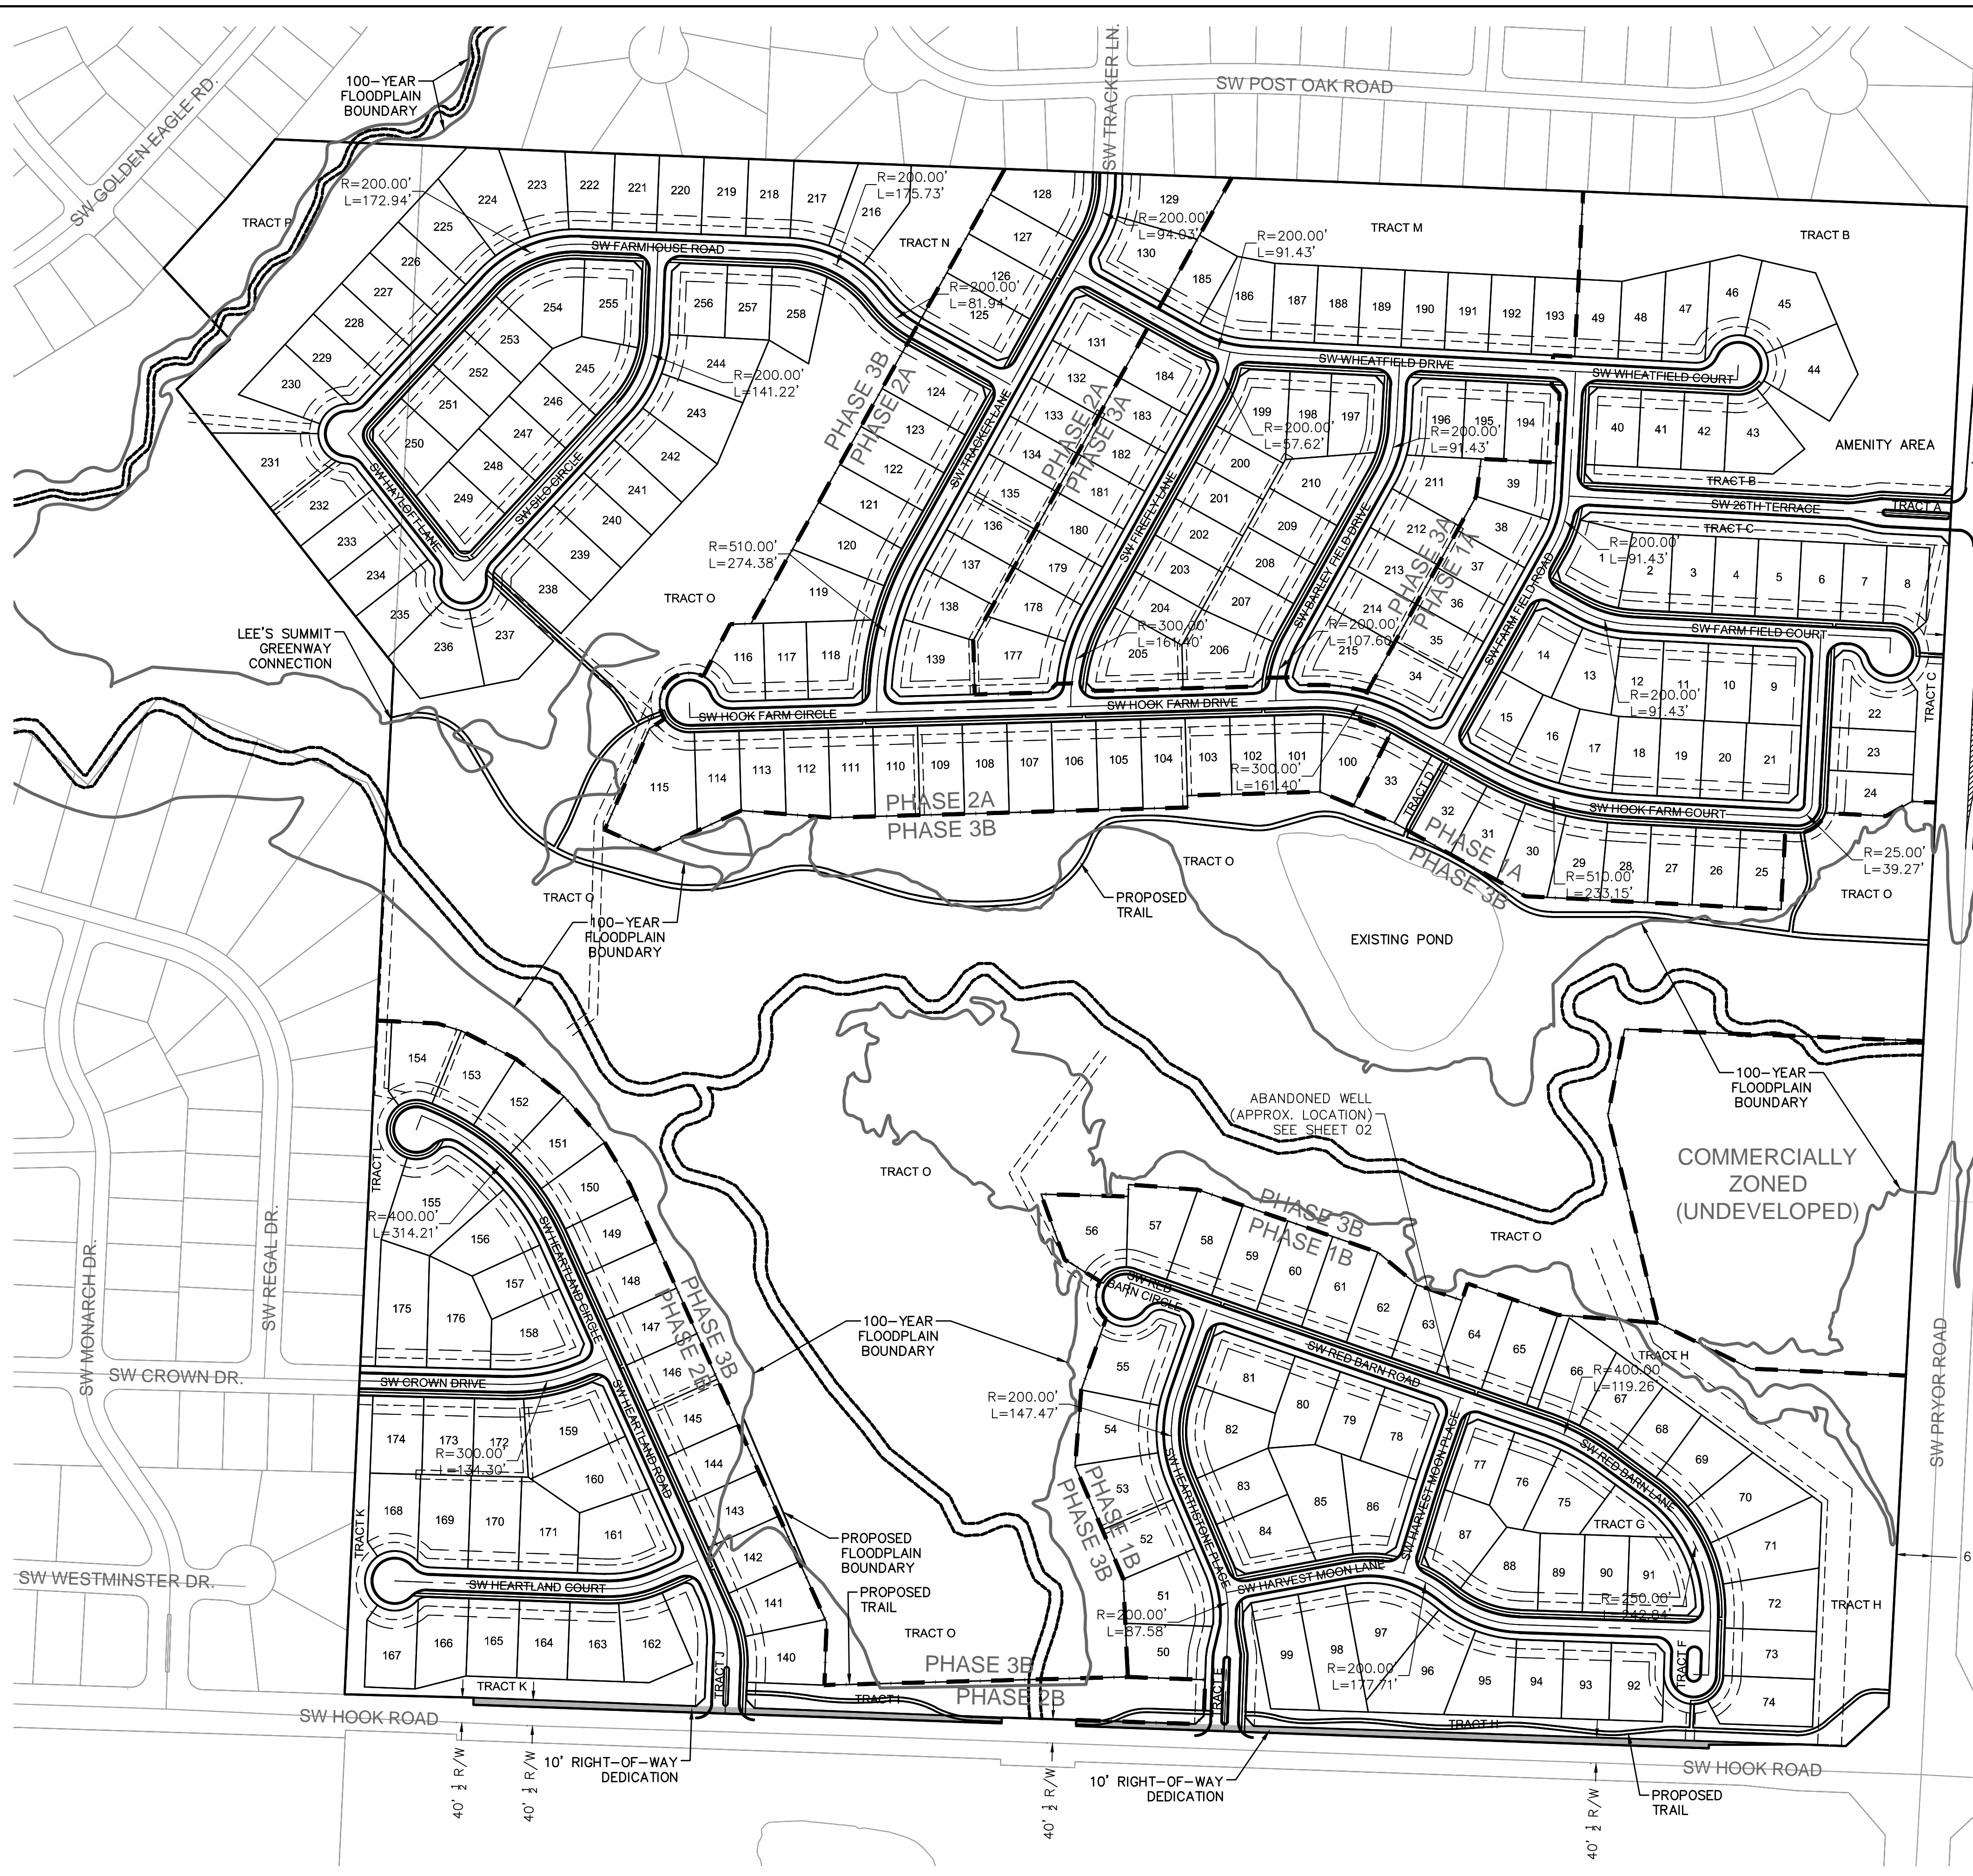 100-YEAR
FLOODPLAIN
BOUNDARY
SW GOLDEN EAGLE RD.
SW TRACKER LN.
SW POST OAK ROAD
R=200.00'
L=172.94'
R=200.00'
L=175.73'
R=200.00'
L=94.03'
R=200.00'
L=91.43'
R=200.00'
L=81.94'
TRACT P
TRACT N
TRACT M
TRACT B
224
223
222
221
220
219
218
217
216
225
226
227
228
229
230
231
232
233
234
235
236
237
238
239
240
241
242
243
244
245
246
247
248
249
250
251
252
253
254
255
256
257
258
SW FARMHOUSE ROAD
SW HAYLOFT LANE
SW SILO CIRCLE
R=200.00'
L=141.22'
128
127
126
125
129
130
185
186
187
188
189
190
191
192
193
49
48
47
46
45
44
43
42
41
40
SW WHEATFIELD DRIVE
SW WHEATFIELD COURT
AMENITY AREA
TRACT B
SW 26TH TERRACE
TRACT A
TRACT C
PHASE 3B
PHASE 2A
124
123
122
121
120
119
118
117
116
SW TRACKER LANE
131
132
133
134
135
136
137
138
139
PHASE 2A
PHASE 3A
184
183
182
181
180
179
178
177
SW FIREFLY LANE
199
198
197
R=200.00'
L=57.62'
200
201
202
203
204
205
206
207
208
209
210
SW BARLEY FIELD DRIVE
196
195
194
R=200.00'
L=91.43'
211
212
213
214
215
PHASE 3A
PHASE 1A
39
38
37
36
35
34
SW FARM FIELD ROAD
R=200.00'
L=91.43'
1
2
3
4
5
6
7
8
SW FARM FIELD COURT
TRACT C
R=510.00'
L=274.38'
R=300.00'
L=161.40'
R=200.00'
L=107.60'
R=200.00'
L=91.43'
14
13
12
11
10
9
15
16
17
18
19
20
21
22
23
24
TRACT O
LEE'S SUMMIT
GREENWAY
CONNECTION
SW HOOK FARM CIRCLE
SW HOOK FARM DRIVE
SW HOOK FARM COURT
115
114
113
112
111
110
109
108
107
106
105
104
103
102
101
100
R=300.00'
L=161.40'
33
TRACT D
32
31
30
29
28
27
26
25
R=510.00'
L=233.15'
R=25.00'
L=39.27'
PHASE 2A
PHASE 3B
PHASE 1A
PHASE 3B
TRACT O
TRACT O
TRACT O
PROPOSED
TRAIL
100-YEAR
FLOODPLAIN
BOUNDARY
EXISTING POND
100-YEAR
FLOODPLAIN
BOUNDARY
COMMERCIALLY
ZONED
(UNDEVELOPED)
ABANDONED WELL
(APPROX. LOCATION)
SEE SHEET 02
TRACT O
TRACT O
SW PRYOR ROAD
154
153
152
151
150
149
148
147
146
145
144
143
142
141
140
TRACT L
155
R=400.00'
L=314.21'
156
157
158
175
176
SW HEARTLAND CIRCLE
PHASE 3B
PHASE 2B
SW REGAL DR.
SW MONARCH DR.
SW CROWN DR.
SW CROWN DRIVE
SW HEARTLAND ROAD
174
173
172
159
R=300.00'
L=134.30'
160
168
169
170
171
161
TRACT K
SW HEARTLAND COURT
SW WESTMINSTER DR.
167
166
165
164
163
162
TRACT K
TRACT J
100-YEAR
FLOODPLAIN
BOUNDARY
PROPOSED
FLOODPLAIN
BOUNDARY
PROPOSED
TRAIL
TRACT O
PHASE 3B
PHASE 2B
TRACT I
56
57
58
59
60
61
62
63
64
65
66
67
68
69
70
71
72
73
74
PHASE 3B
PHASE 1B
SW RED
BARN CIRCLE
SW RED BARN ROAD
TRACT H
R=400.00'
L=119.26'
SW RED BARN LANE
55
54
53
52
51
50
R=200.00'
L=147.47'
PHASE 1B
PHASE 3B
SW HEARTHSTONE PLACE
81
80
79
78
82
83
84
85
86
SW HARVEST MOON PLACE
77
76
75
TRACT G
87
88
89
90
91
R=250.00'
L=242.84'
SW HARVEST MOON LANE
R=200.00'
L=87.58'
99
98
97
96
95
94
93
92
R=200.00'
L=177.71'
TRACT E
TRACT F
TRACT H
TRACT H
6
SW HOOK ROAD
10' RIGHT-OF-WAY
DEDICATION
10' RIGHT-OF-WAY
DEDICATION
SW HOOK ROAD
PROPOSED
TRAIL
40' ½ R/W
40' ½ R/W
40' ½ R/W
40' ½ R/W